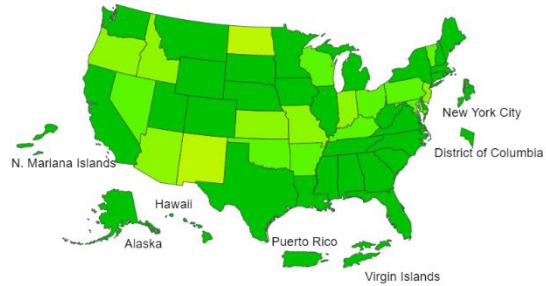 New York City
District of Columbia
N. Mariana Islands
Hawaii
Alaska
Puerto Rico
Virgin Islands